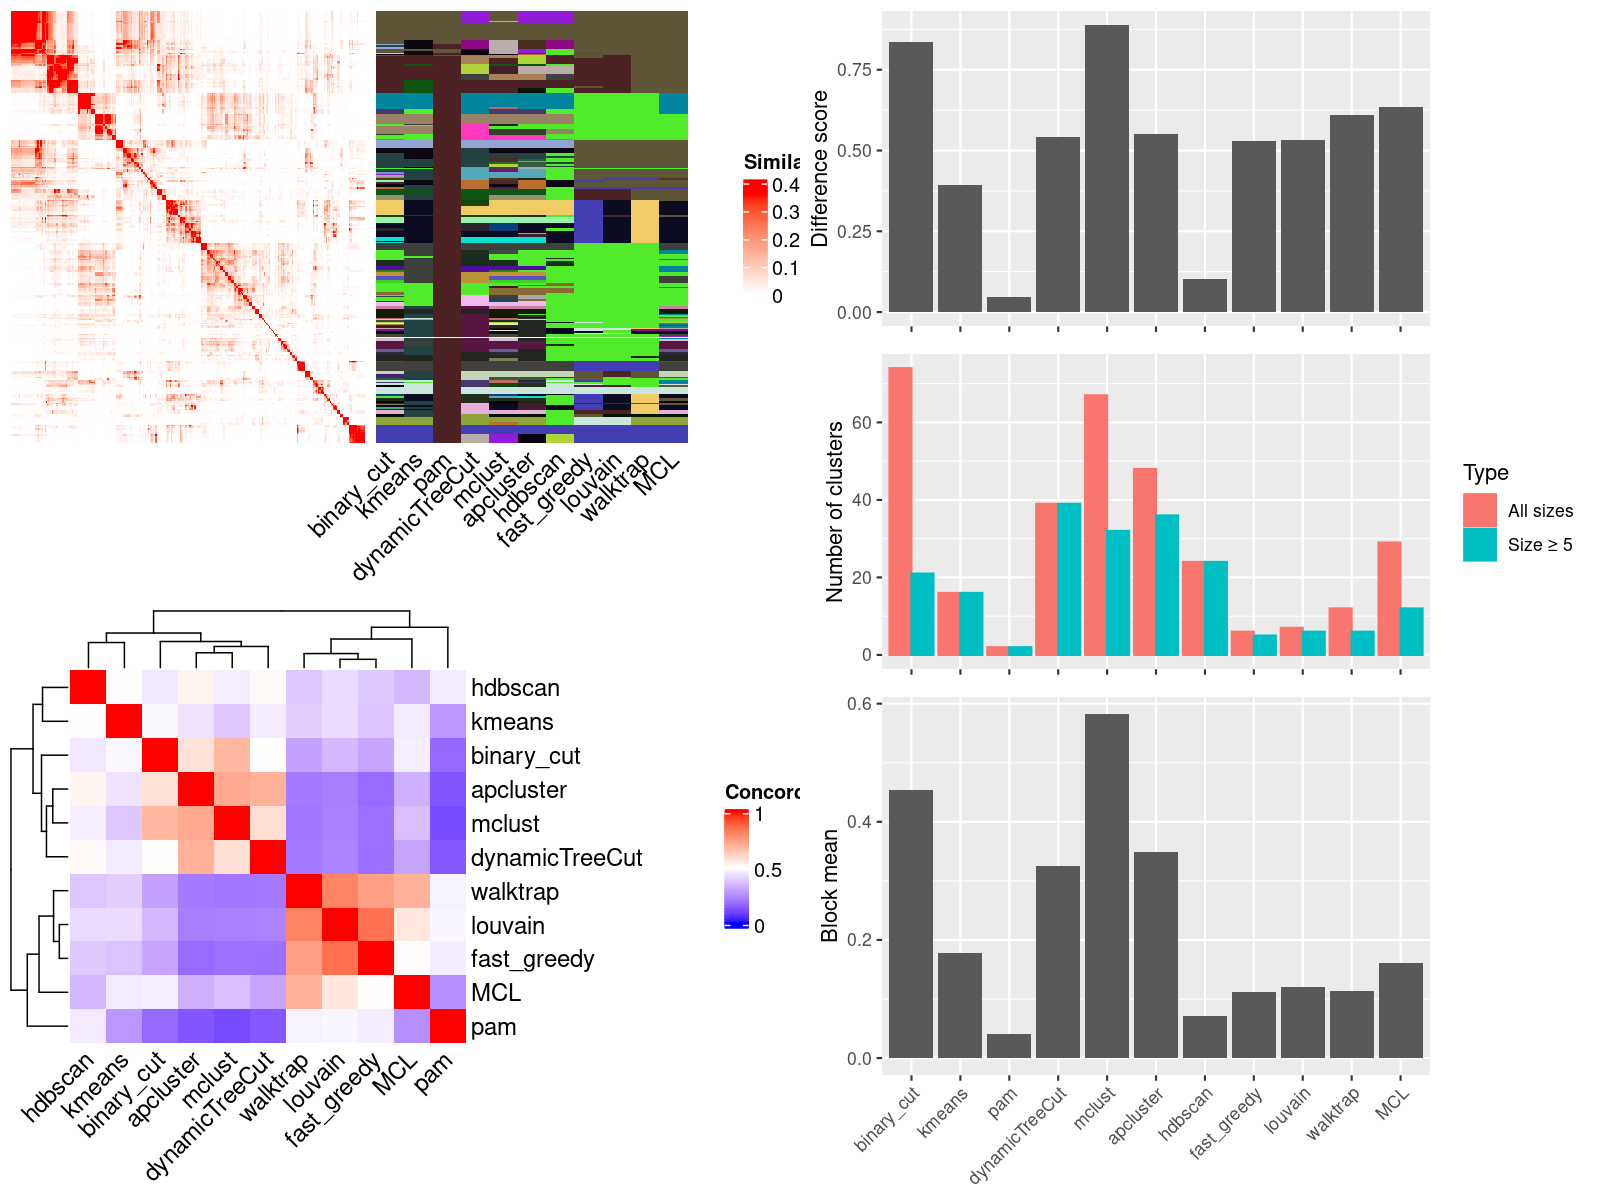 Simila
0.4
0.3
0.2
0.1
0
binary_cut
kmeans
pam
dynamicTreeCut
mclust
apcluster
hdbscan
fast_greedy
louvain
walktrap
MCL
hdbscan
kmeans
binary_cut
apcluster
mclust
dynamicTreeCut
walktrap
louvain
fast_greedy
MCL
pam
hdbscan
kmeans
binary_cut
apcluster
mclust
dynamicTreeCut
walktrap
louvain
fast_greedy
MCL
pam
Concord
1
0.5
0
Difference score
0.75
0.50
0.25
0.00
Number of clusters
60
40
20
0
Type
All sizes
Size ≥ 5
Block mean
0.6
0.4
0.2
0.0
binary_cut
kmeans
pam
dynamicTreeCut
mclust
apcluster
hdbscan
fast_greedy
louvain
walktrap
MCL